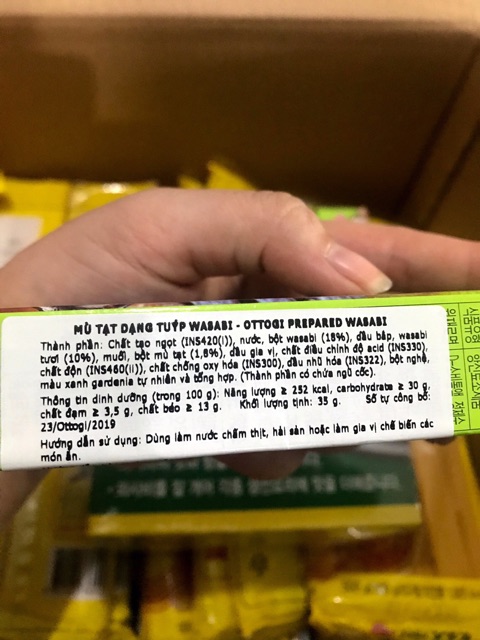 MÙ TẠT DẠNG TUÝP WASABI - OTTOGI PREPARED WASABI
Thành phần: Chất tạo ngọt (INS420(i)), nước, bột wasabi (18%), dầu bắp, wasabi
tươi (10%), muối, bột mù tạt (1,8%), dầu gia vị, chất điều chỉnh độ acid (INS330),
chất độn (INS460(ii)), chất chống oxy hóa (INS300), dầu nhũ hóa (INS322), bột nghệ,
màu xanh gardenia tự nhiên và tổng hợp. (Thành phần có chứa ngũ cốc).
Thông tin dinh dưỡng (trong 100 g): Năng lượng ≥ 252 kcal, carbohydrate ≥ 30 g,
chất đạm ≥ 3,5 g, chất béo ≥ 13 g. Khối lượng tịnh: 35 g. Số tự công bố:
23/Ottogi/2019
Hướng dẫn sử dụng: Dùng làm nước chấm thịt, hải sản hoặc làm gia vị chế biến các
món ăn.